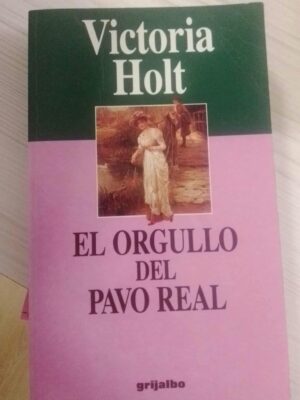 Victoria
Holt
EL ORGULLO
DEL
PAVO REAL
grijalbo